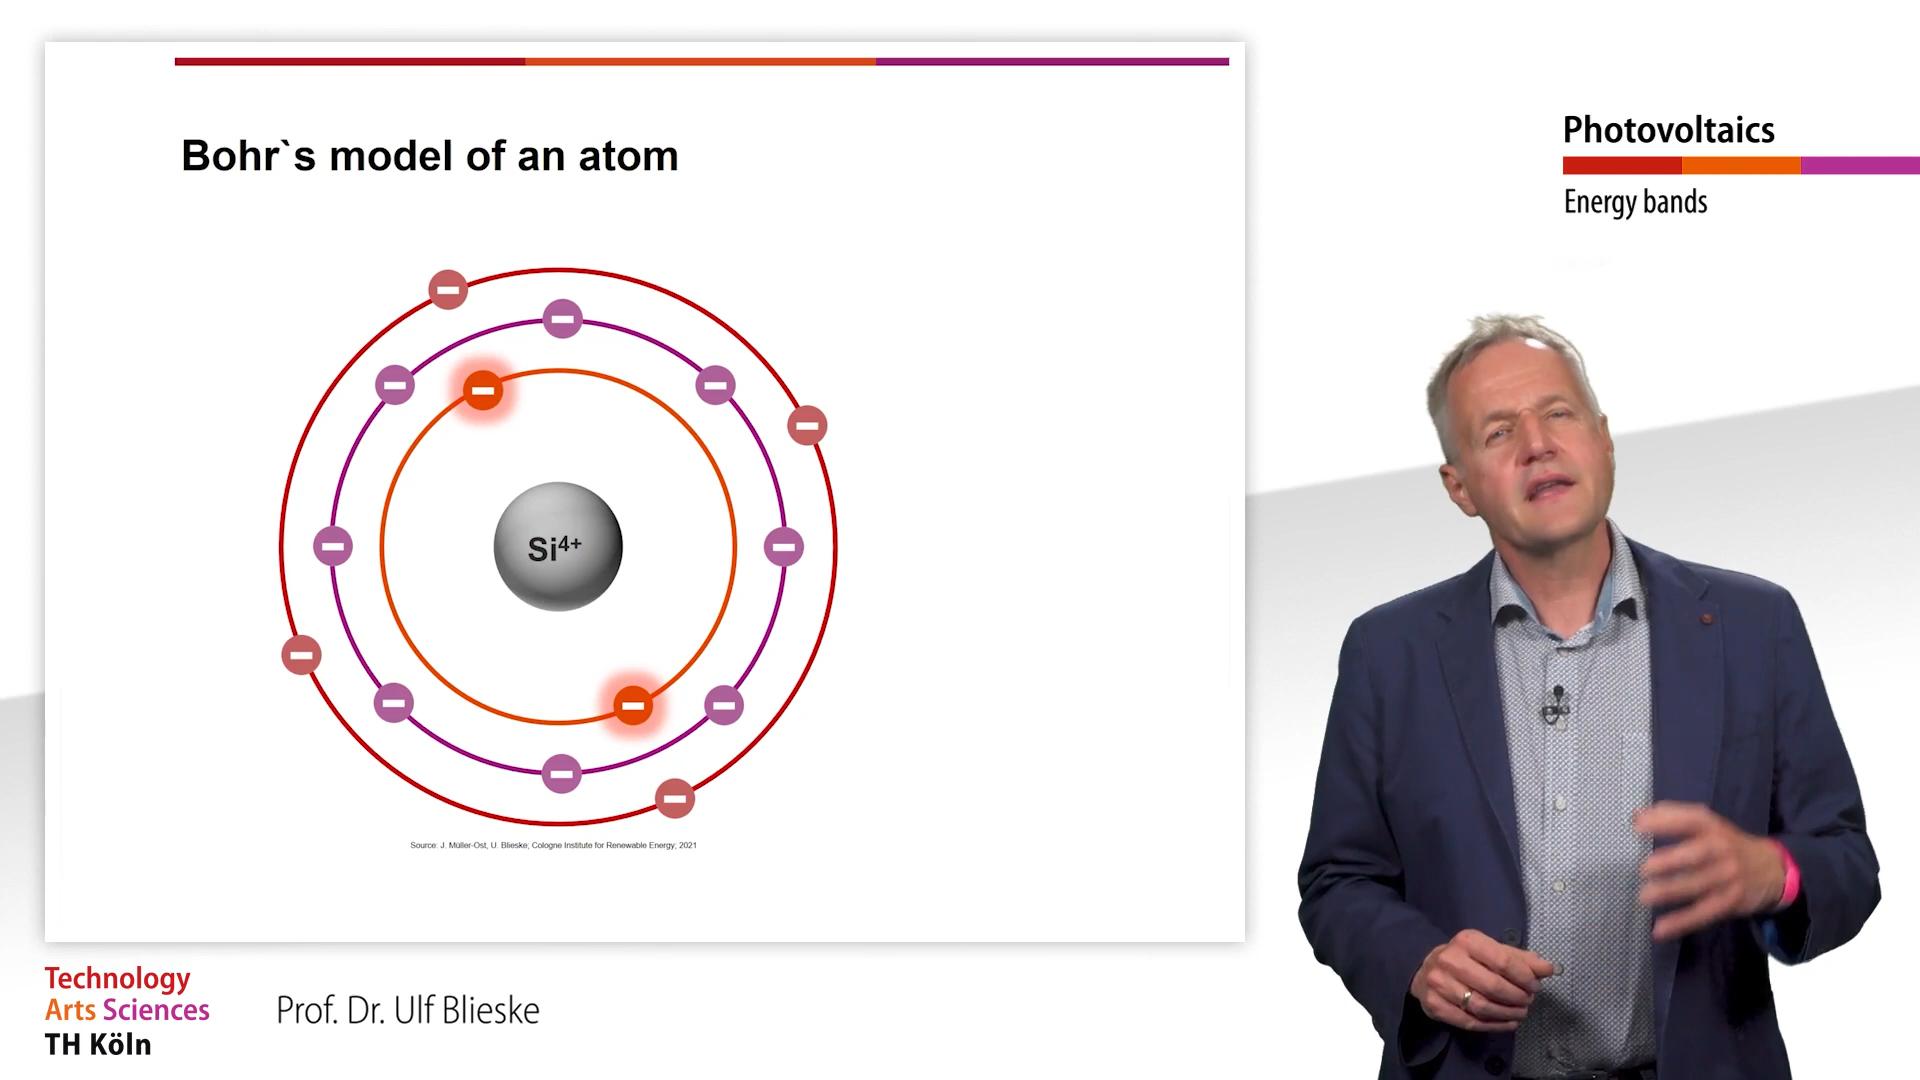 Bohr`s model of an atom
Si4+
Source: J. Müller-Ost, U. Blieske; Cologne Institute for Renewable Energy, 2021
Photovoltaics
Energy bands
Technology
Arts Sciences
TH Köln
Prof. Dr. Ulf Blieske